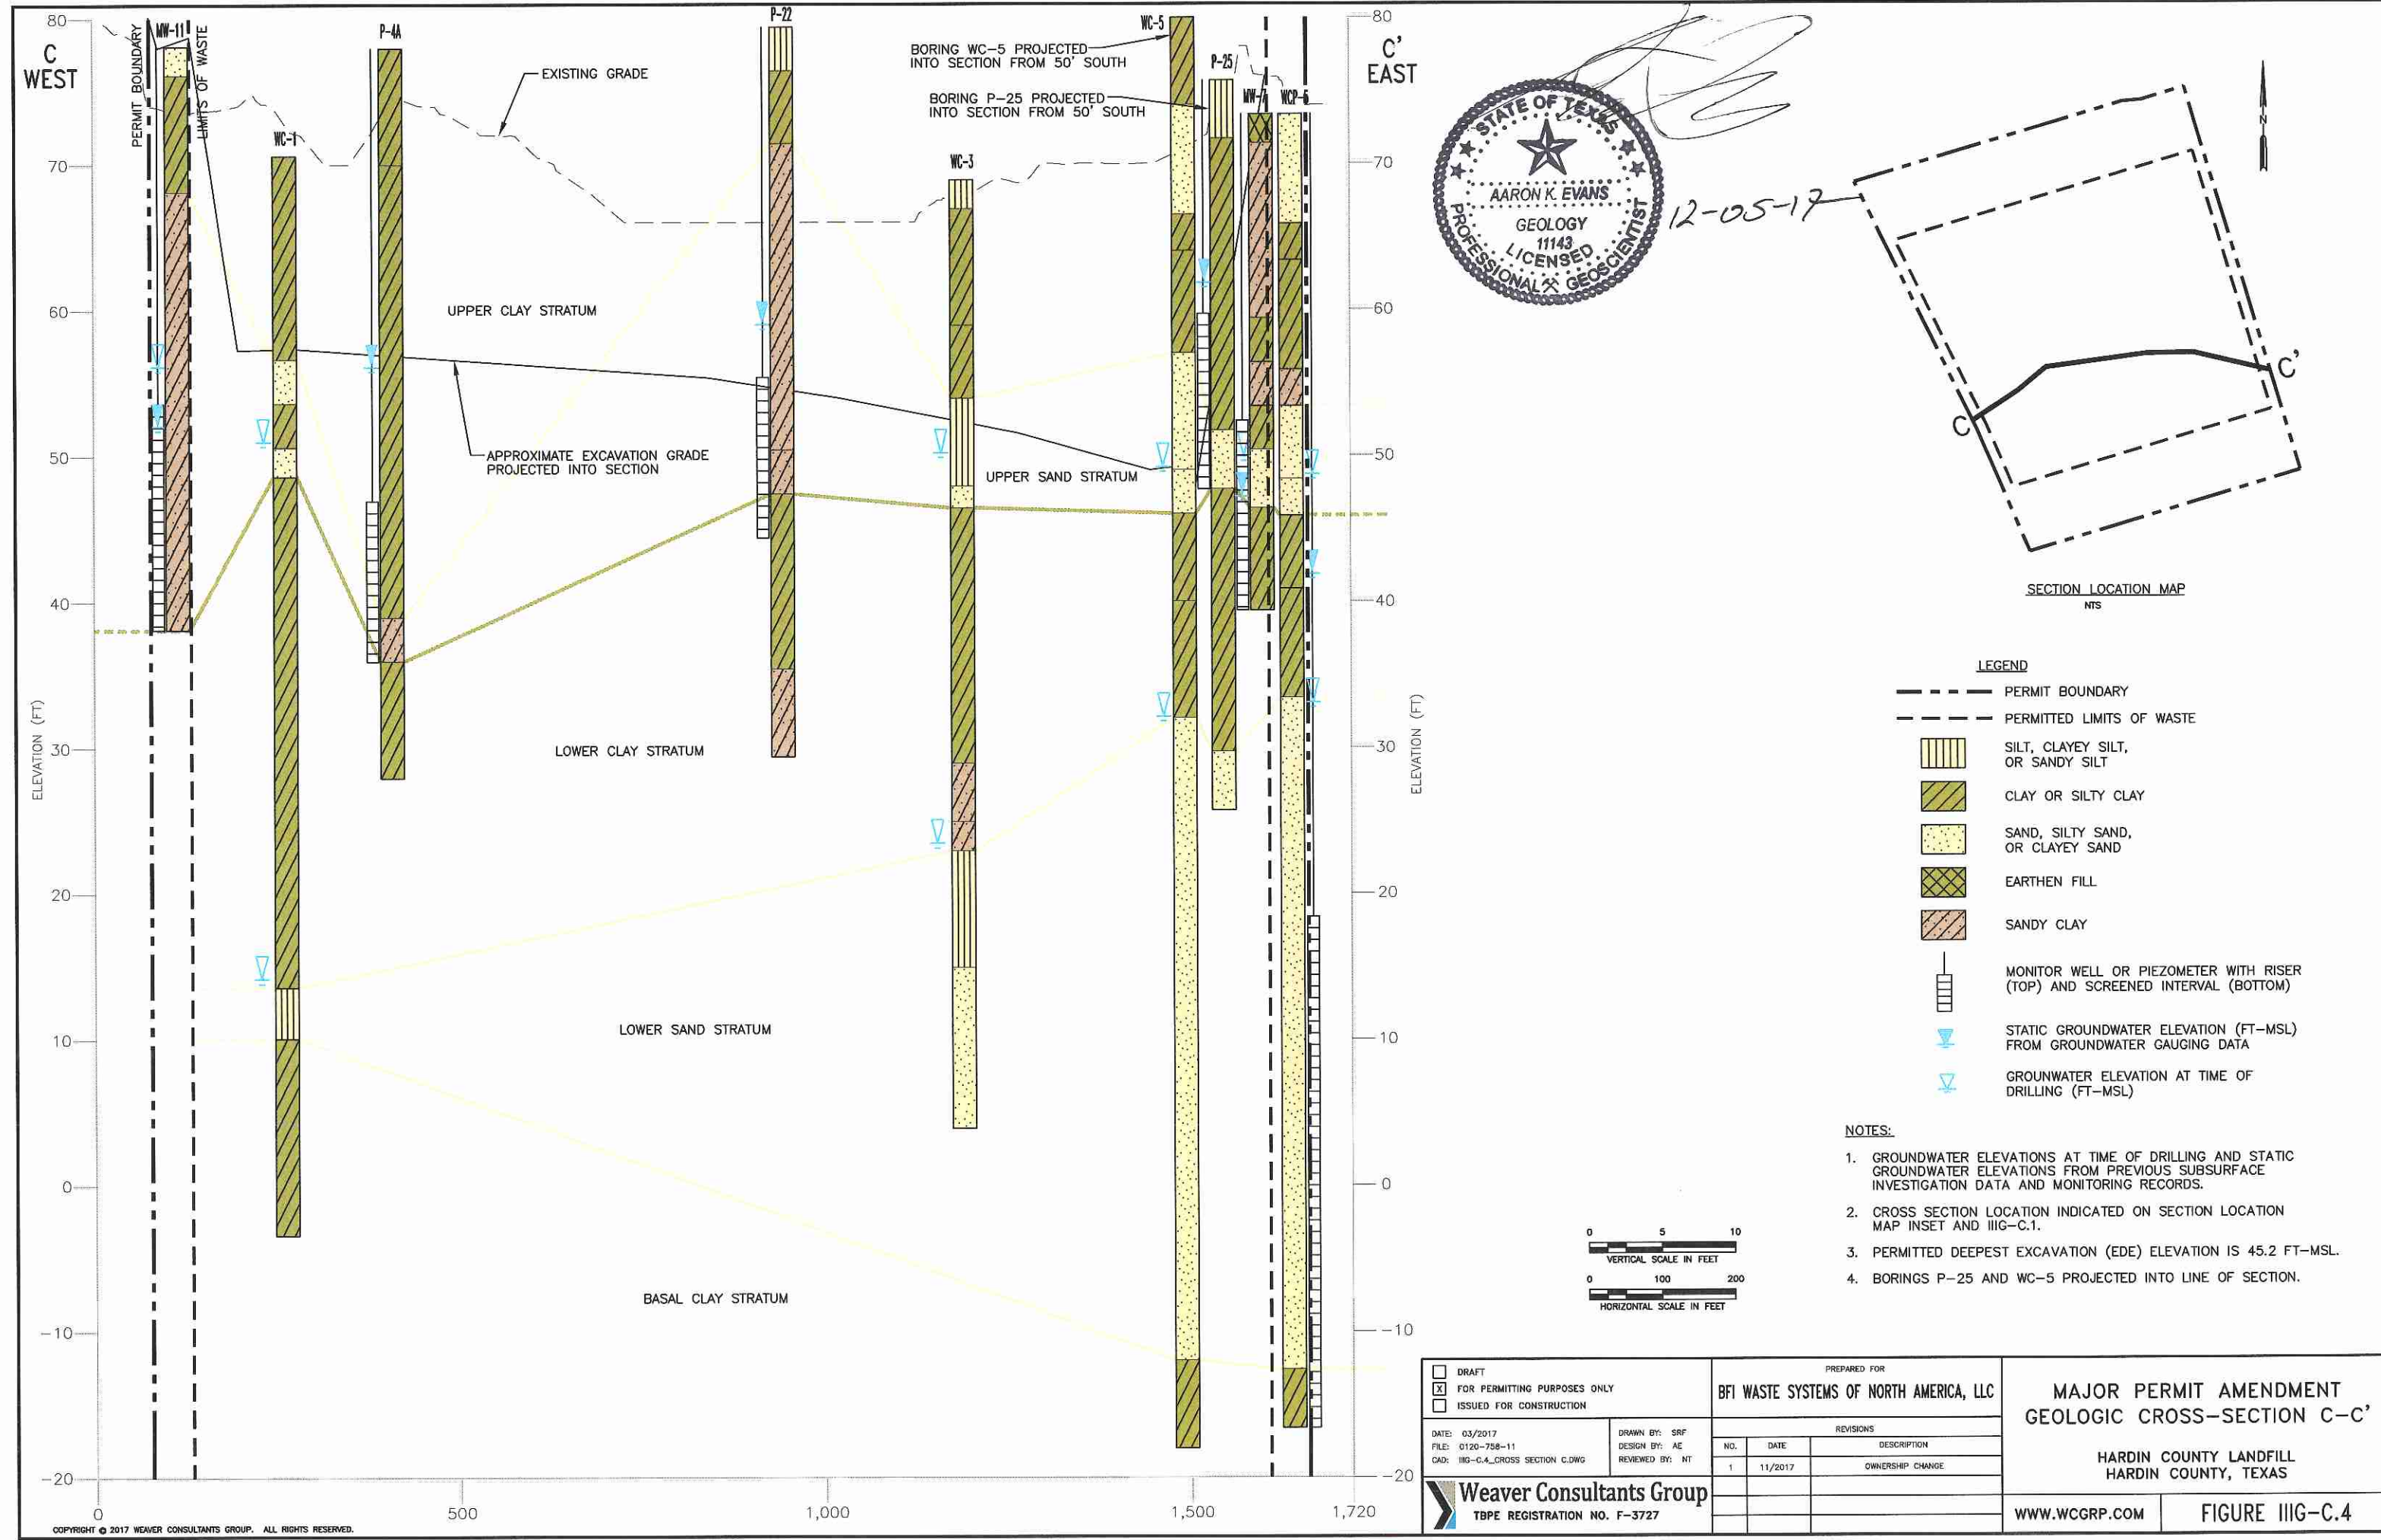 C
WEST
PERMIT BOUNDARY
MW-11
LIMITS OF WASTE
WC-1
P-4A
P-22
WC-3
WC-5
P-25
MW-7
WCP-6
C'
EAST
EXISTING GRADE
BORING WC-5 PROJECTED
INTO SECTION FROM 50' SOUTH
BORING P-25 PROJECTED
INTO SECTION FROM 50' SOUTH
UPPER CLAY STRATUM
APPROXIMATE EXCAVATION GRADE
PROJECTED INTO SECTION
UPPER SAND STRATUM
LOWER CLAY STRATUM
LOWER SAND STRATUM
BASAL CLAY STRATUM
ELEVATION (FT)
80
70
60
50
40
30
20
10
0
-10
-20
ELEVATION (FT)
80
70
60
50
40
30
20
10
0
-10
-20
0
500
1,000
1,500
1,720
COPYRIGHT © 2017 WEAVER CONSULTANTS GROUP. ALL RIGHTS RESERVED.
STATE OF TEXAS
AARON K. EVANS
GEOLOGY
11143
LICENSED
PROFESSIONAL GEOSCIENTIST
12-05-17
N
C
C'
SECTION LOCATION MAP
NTS
LEGEND
PERMIT BOUNDARY
PERMITTED LIMITS OF WASTE
SILT, CLAYEY SILT,
OR SANDY SILT
CLAY OR SILTY CLAY
SAND, SILTY SAND,
OR CLAYEY SAND
EARTHEN FILL
SANDY CLAY
MONITOR WELL OR PIEZOMETER WITH RISER
(TOP) AND SCREENED INTERVAL (BOTTOM)
STATIC GROUNDWATER ELEVATION (FT-MSL)
FROM GROUNDWATER GAUGING DATA
GROUNWATER ELEVATION AT TIME OF
DRILLING (FT-MSL)
NOTES:
1. GROUNDWATER ELEVATIONS AT TIME OF DRILLING AND STATIC
GROUNDWATER ELEVATIONS FROM PREVIOUS SUBSURFACE
INVESTIGATION DATA AND MONITORING RECORDS.
2. CROSS SECTION LOCATION INDICATED ON SECTION LOCATION
MAP INSET AND IIIG-C.1.
3. PERMITTED DEEPEST EXCAVATION (EDE) ELEVATION IS 45.2 FT-MSL.
4. BORINGS P-25 AND WC-5 PROJECTED INTO LINE OF SECTION.
0 5 10
VERTICAL SCALE IN FEET
0 100 200
HORIZONTAL SCALE IN FEET
DRAFT
X FOR PERMITTING PURPOSES ONLY
ISSUED FOR CONSTRUCTION
DATE: 03/2017
FILE: 0120-758-11
CAD: IIIG-C.4_CROSS SECTION C.DWG
DRAWN BY: SRF
DESIGN BY: AE
REVIEWED BY: NT
Weaver Consultants Group
TBPE REGISTRATION NO. F-3727
PREPARED FOR
BFI WASTE SYSTEMS OF NORTH AMERICA, LLC
REVISIONS
NO. DATE DESCRIPTION
1 11/2017 OWNERSHIP CHANGE
MAJOR PERMIT AMENDMENT
GEOLOGIC CROSS-SECTION C-C'
HARDIN COUNTY LANDFILL
HARDIN COUNTY, TEXAS
WWW.WCGRP.COM
FIGURE IIIG-C.4